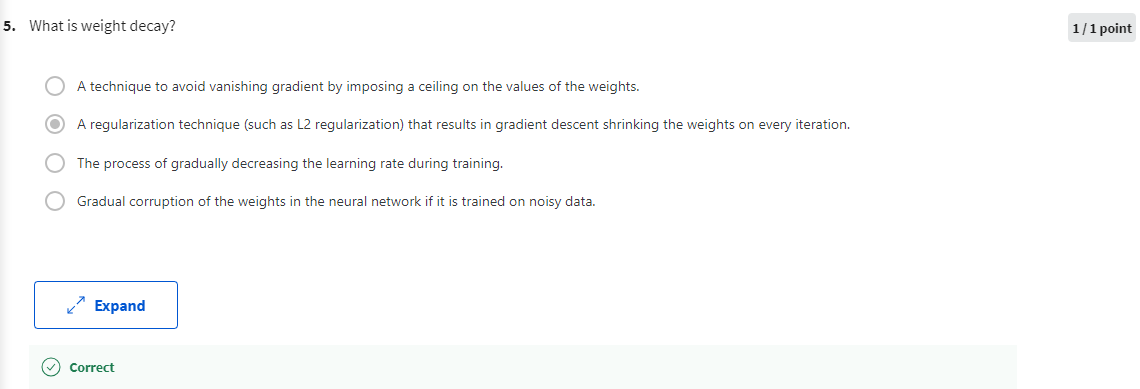 5. What is weight decay?
1 / 1 point
A technique to avoid vanishing gradient by imposing a ceiling on the values of the weights.
A regularization technique (such as L2 regularization) that results in gradient descent shrinking the weights on every iteration.
The process of gradually decreasing the learning rate during training.
Gradual corruption of the weights in the neural network if it is trained on noisy data.
Expand
Correct